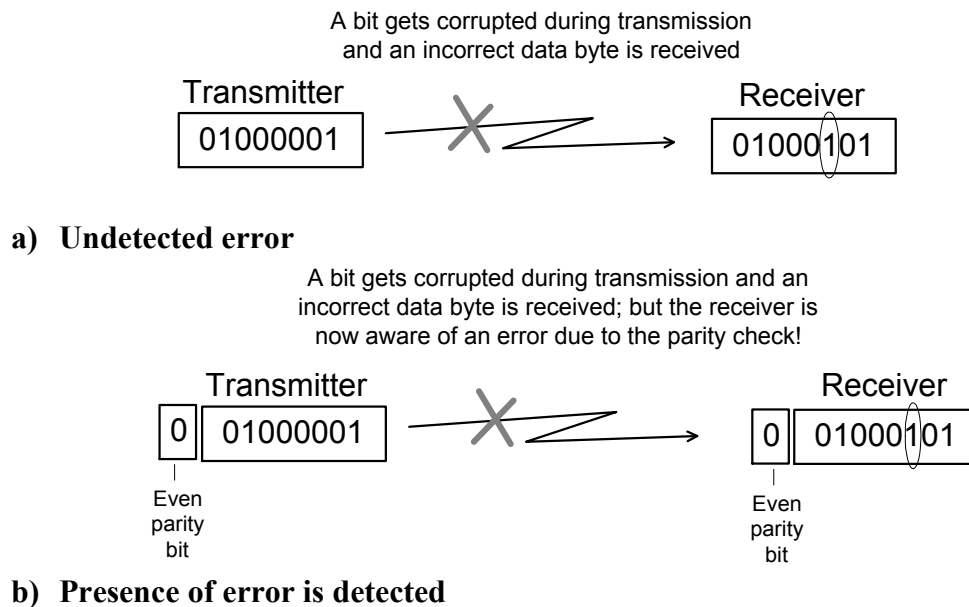 A bit gets corrupted during transmission
and an incorrect data byte is received
Transmitter
Receiver
01000001
01000101
a) Undetected error
A bit gets corrupted during transmission and an
incorrect data byte is received; but the receiver is
now aware of an error due to the parity check!
Transmitter
Receiver
0 01000001
0 01000101
Even
parity
bit
Even
parity
bit
b) Presence of error is detected